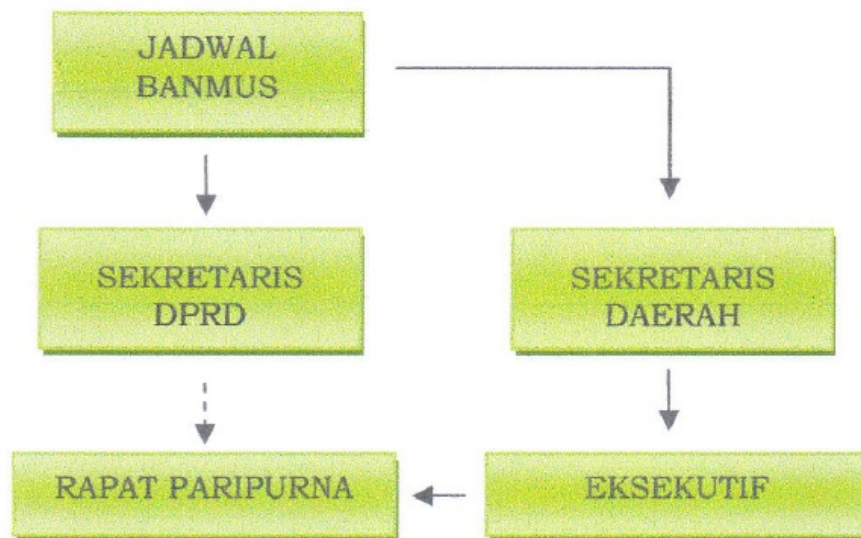 JADWAL
BANMUS
SEKRETARIS
DPRD
SEKRETARIS
DAERAH
RAPAT PARIPURNA
EKSEKUTIF